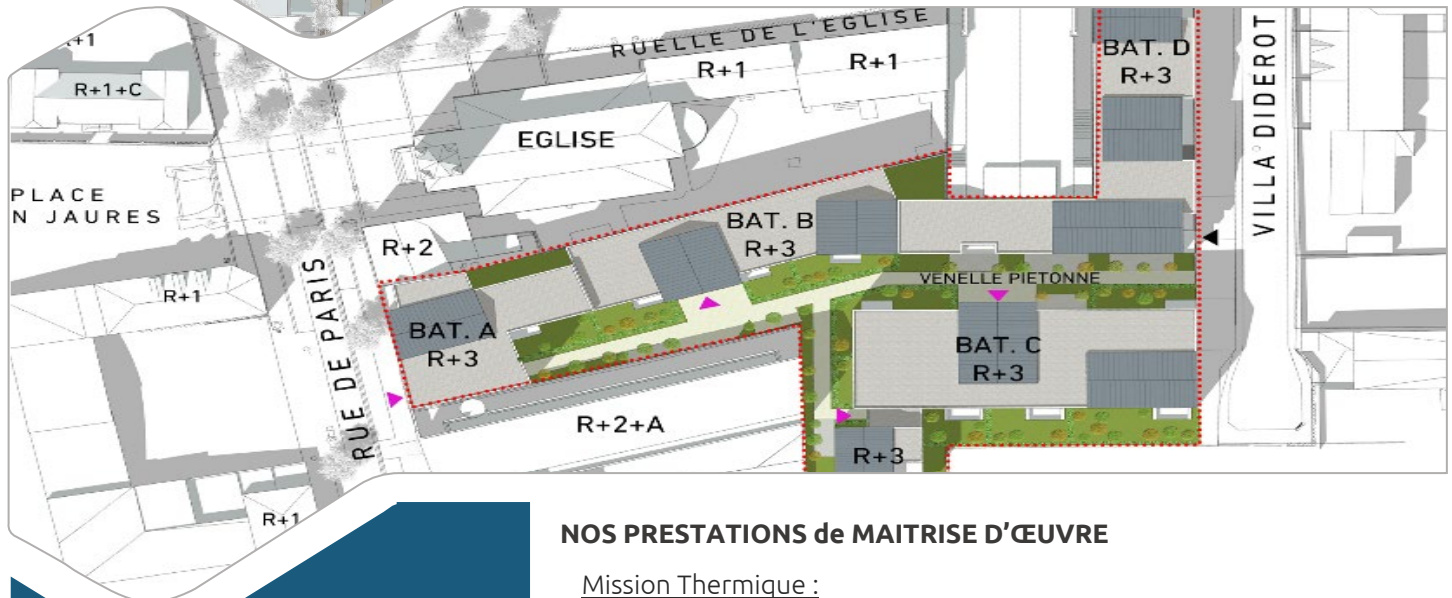 R+1
R+1+C
RUELLE DE L'EGLISE
R+1
R+1
BAT. D
R+3
VILLA DIDEROT
EGLISE
PLACE
N JAURES
R+2
BAT. B
R+3
R+1
RUE DE PARIS
VENELLE PIETONNE
BAT. A
R+3
BAT. C
R+3
R+2+A
R+3
R+1
NOS PRESTATIONS de MAITRISE D'ŒUVRE
Mission Thermique :